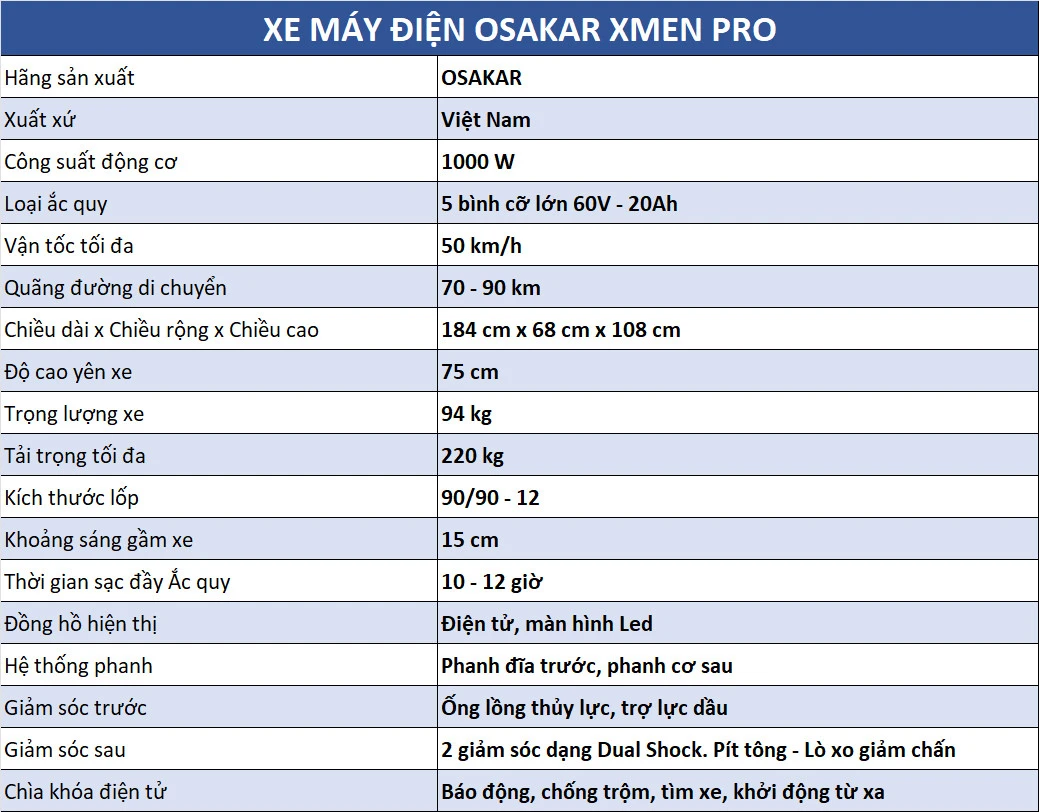 XE MÁY ĐIỆN OSAKAR XMEN PRO
Hãng sản xuất OSAKAR
Xuất xứ Việt Nam
Công suất động cơ 1000 W
Loại ắc quy 5 bình cỡ lớn 60V - 20Ah
Vận tốc tối đa 50 km/h
Quãng đường di chuyển 70 - 90 km
Chiều dài x Chiều rộng x Chiều cao 184 cm x 68 cm x 108 cm
Độ cao yên xe 75 cm
Trọng lượng xe 94 kg
Tải trọng tối đa 220 kg
Kích thước lốp 90/90 - 12
Khoảng sáng gầm xe 15 cm
Thời gian sạc đầy Ắc quy 10 - 12 giờ
Đồng hồ hiện thị Điện tử, màn hình Led
Hệ thống phanh Phanh đĩa trước, phanh cơ sau
Giảm sóc trước Ống lồng thủy lực, trợ lực dầu
Giảm sóc sau 2 giảm sóc dạng Dual Shock. Pít tông - Lò xo giảm chấn
Chìa khóa điện tử Báo động, chống trộm, tìm xe, khởi động từ xa